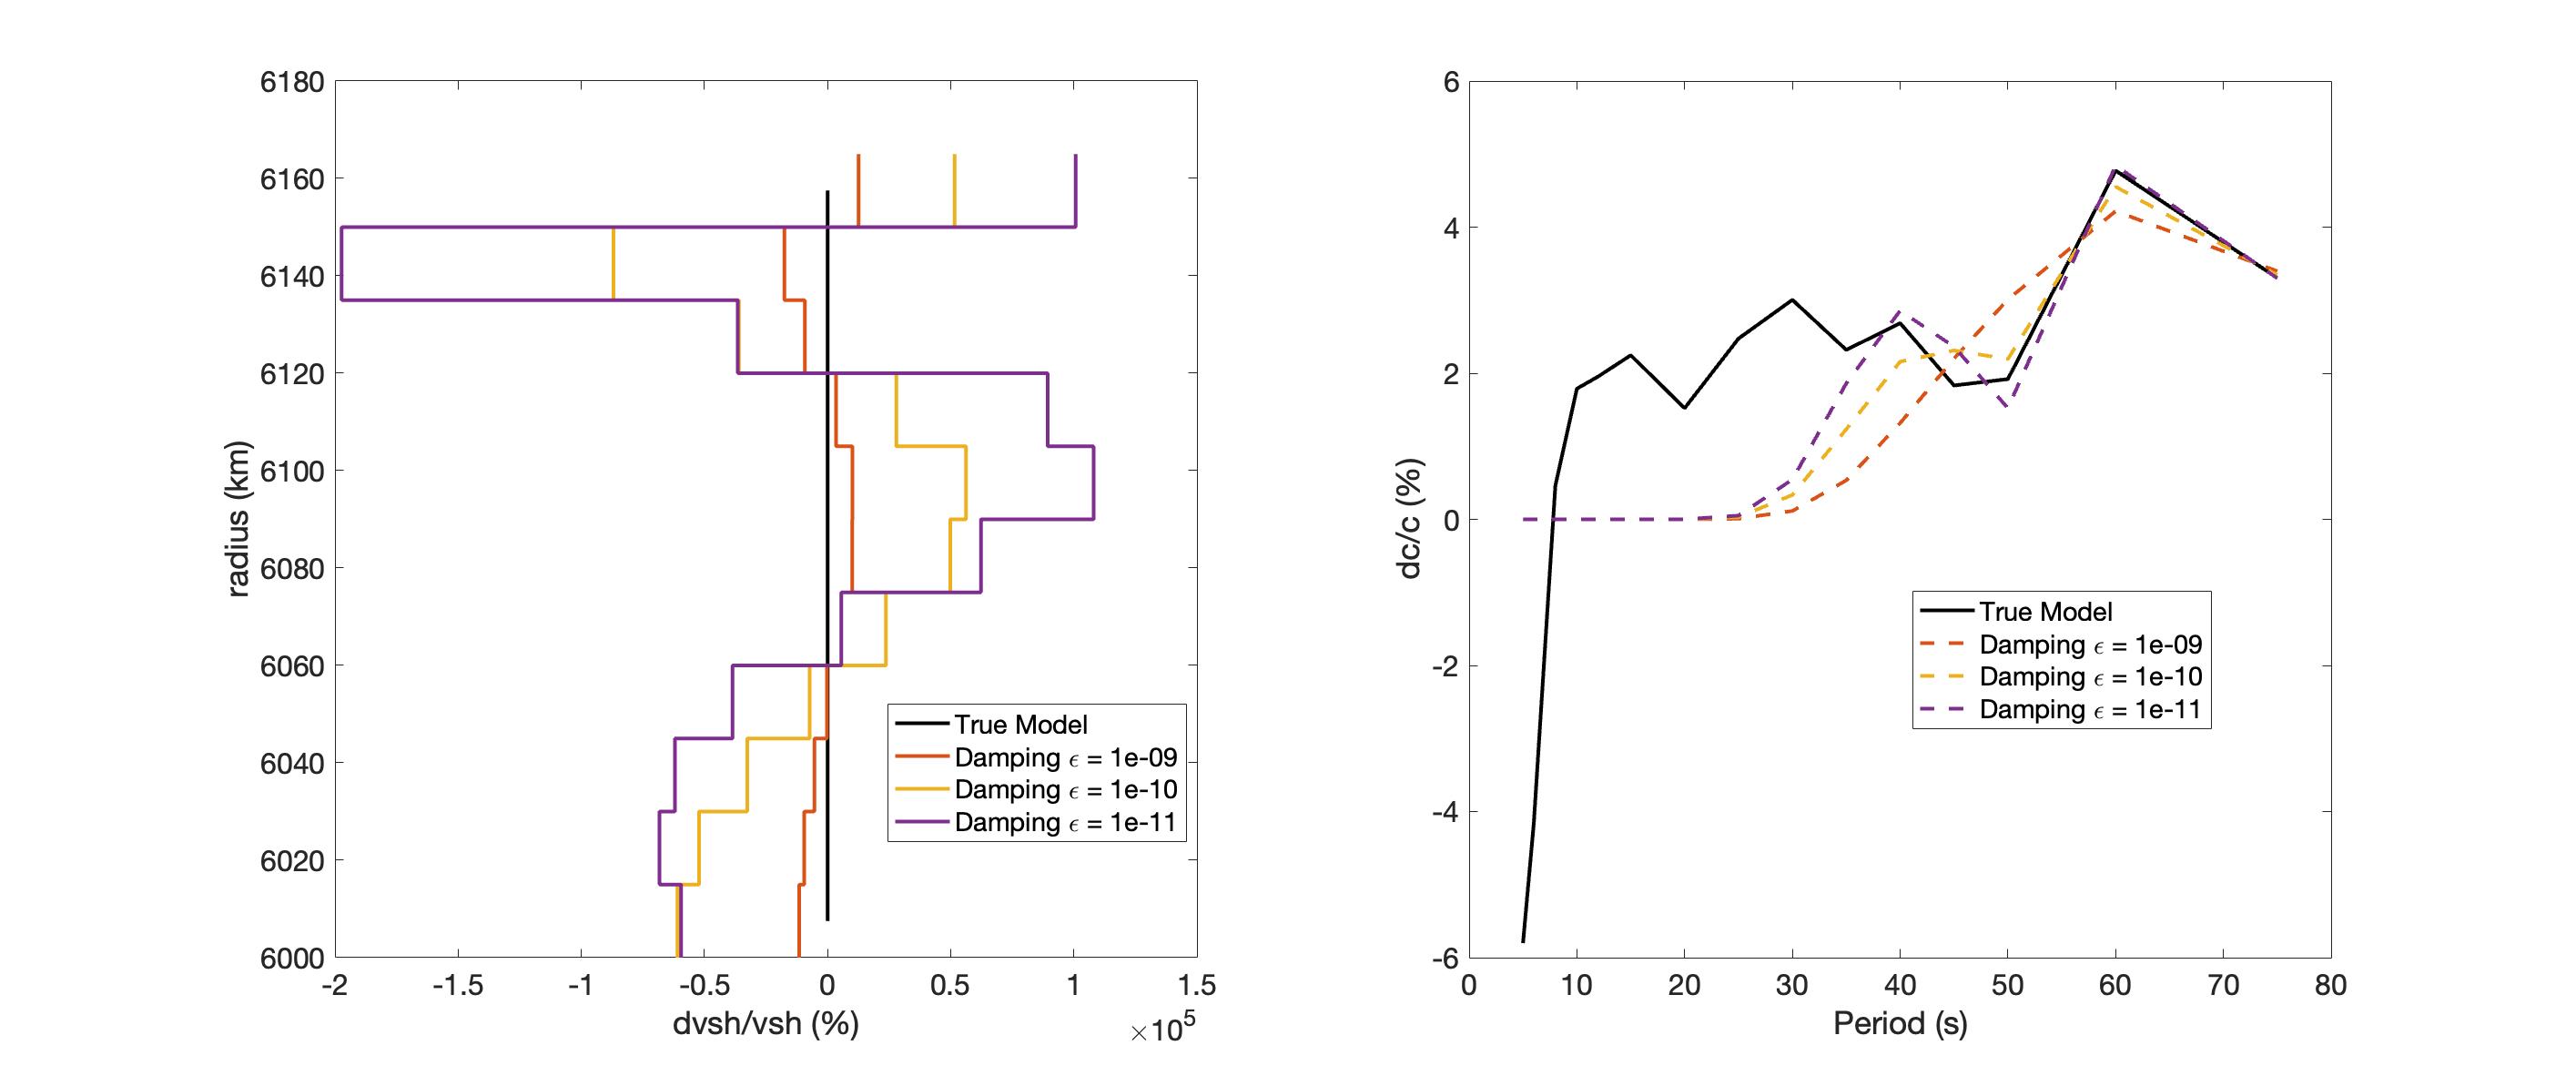 6180
6160
6140
6120
6100
6080
6060
6040
6020
6000
radius (km)
-2 -1.5 -1 -0.5 0 0.5 1 1.5
dvsh/vsh (%)
×10^5
True Model
Damping ϵ = 1e-09
Damping ϵ = 1e-10
Damping ϵ = 1e-11
6
4
2
0
-2
-4
-6
dc/c (%)
0 10 20 30 40 50 60 70 80
Period (s)
True Model
Damping ϵ = 1e-09
Damping ϵ = 1e-10
Damping ϵ = 1e-11